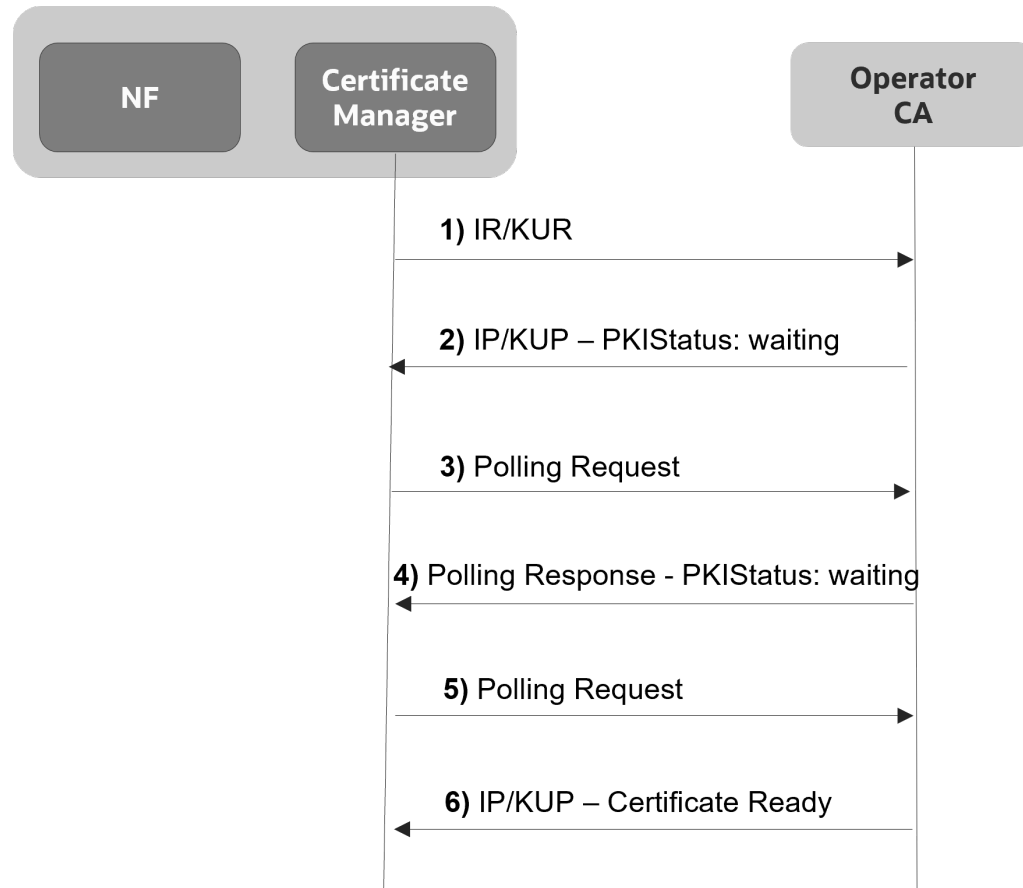 NF
Certificate
Manager
Operator
CA
1) IR/KUR
2) IP/KUP – PKIStatus: waiting
3) Polling Request
4) Polling Response - PKIStatus: waiting
5) Polling Request
6) IP/KUP – Certificate Ready